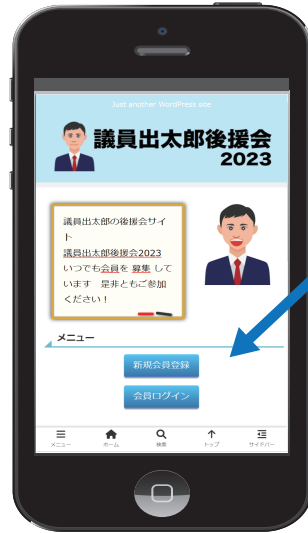 Just another WordPress site
議員出太郎後援会
2023
議員出太郎の後援会サイ
ト
議員出太郎後援会2023
いつでも会員を 募集 して
います 是非ともご参加
ください！
メニュー
新規会員登録
会員ログイン
メニュー ホーム 検索 トップ サイドバー